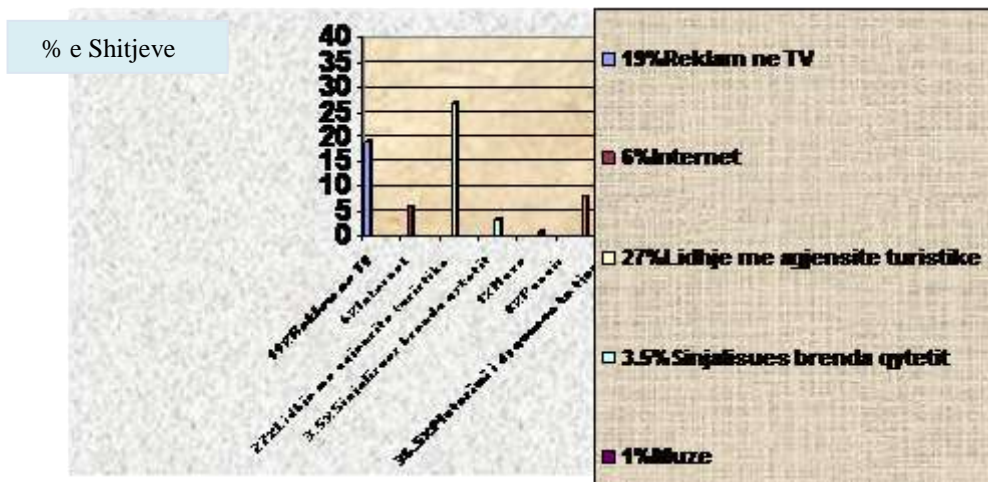 % e Shitjeve
40
35
30
25
20
15
10
5
0
19%Reklam ne TV
6%Internet
27%Lidhje me agjensite turistike
3.5%Sinjalisues brenda qytetit
1%Muze
19%Reklam ne TV
6%Internet
27%Lidhje me agjensite turistike
3.5%Sinjalisues brenda qytetit
1%Muze